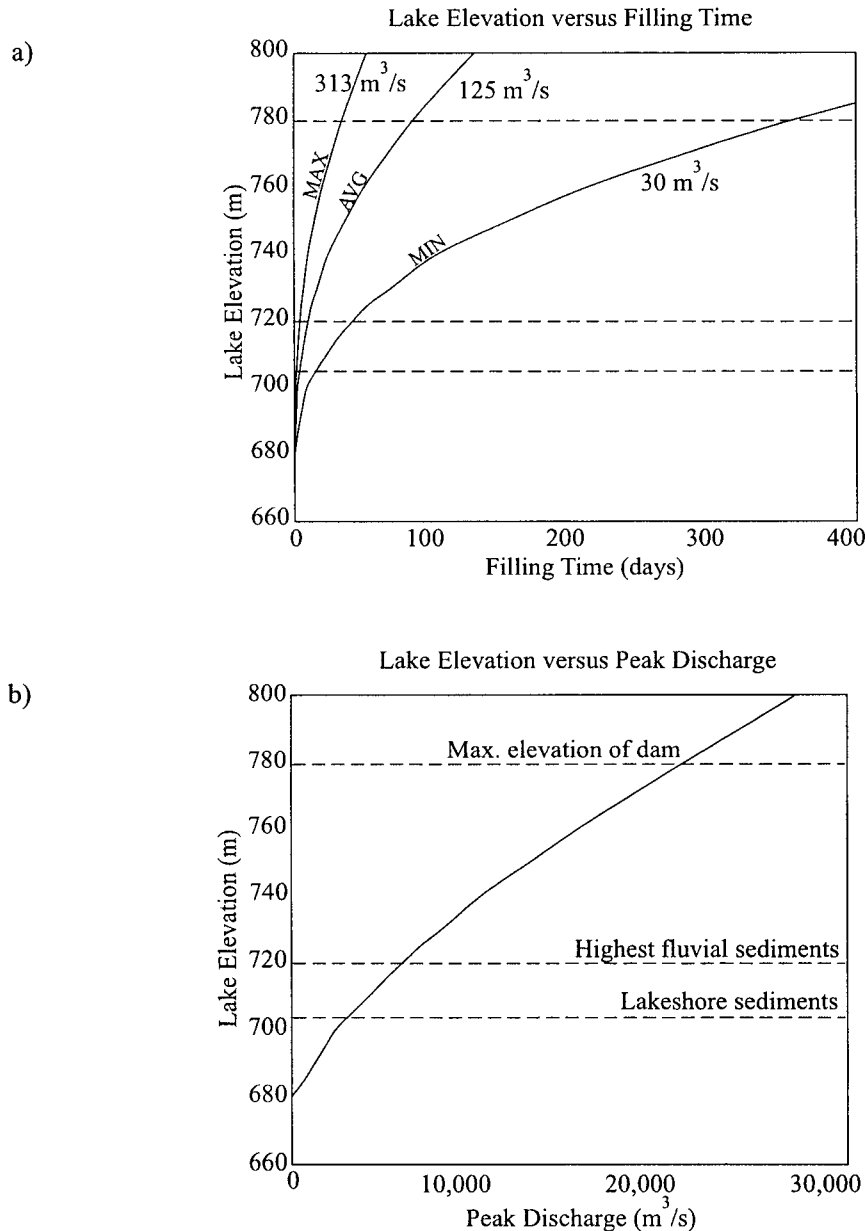 Lake Elevation versus Filling Time
a)
800
780
760
740
720
700
680
660
Lake Elevation (m)
313 m³/s
125 m³/s
30 m³/s
MAX
AVG
MIN
0 100 200 300 400
Filling Time (days)
Lake Elevation versus Peak Discharge
b)
800
780
760
740
720
700
680
660
Lake Elevation (m)
Max. elevation of dam
Highest fluvial sediments
Lakeshore sediments
0 10,000 20,000 30,000
Peak Discharge (m³/s)